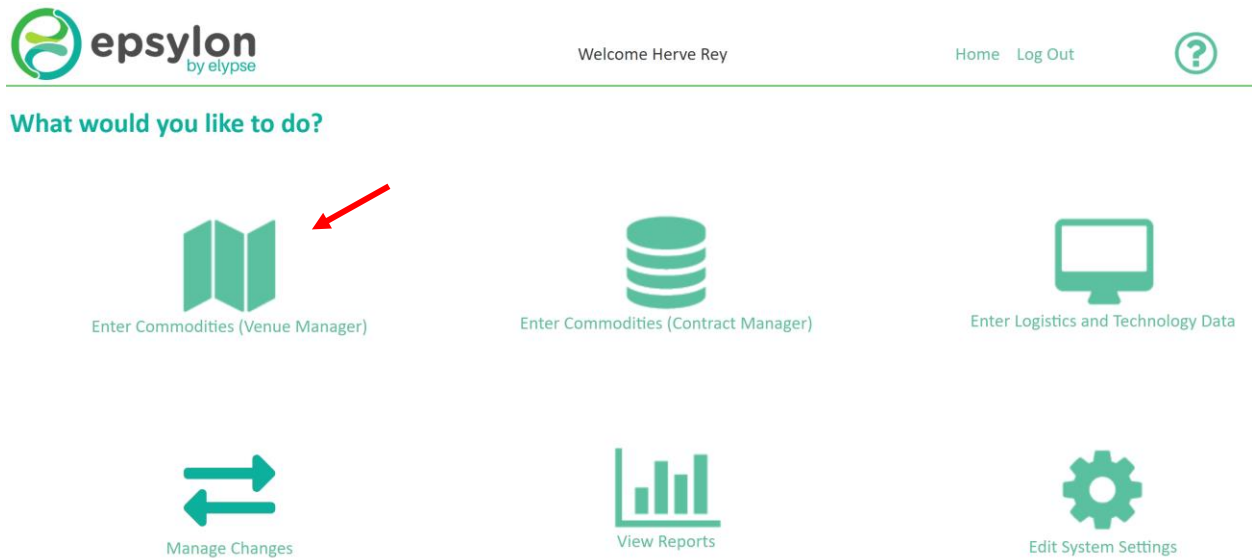 epsylon
by elypse
Welcome Herve Rey
Home Log Out
?
What would you like to do?
Enter Commodities (Venue Manager)
Enter Commodities (Contract Manager)
Enter Logistics and Technology Data
Manage Changes
View Reports
Edit System Settings